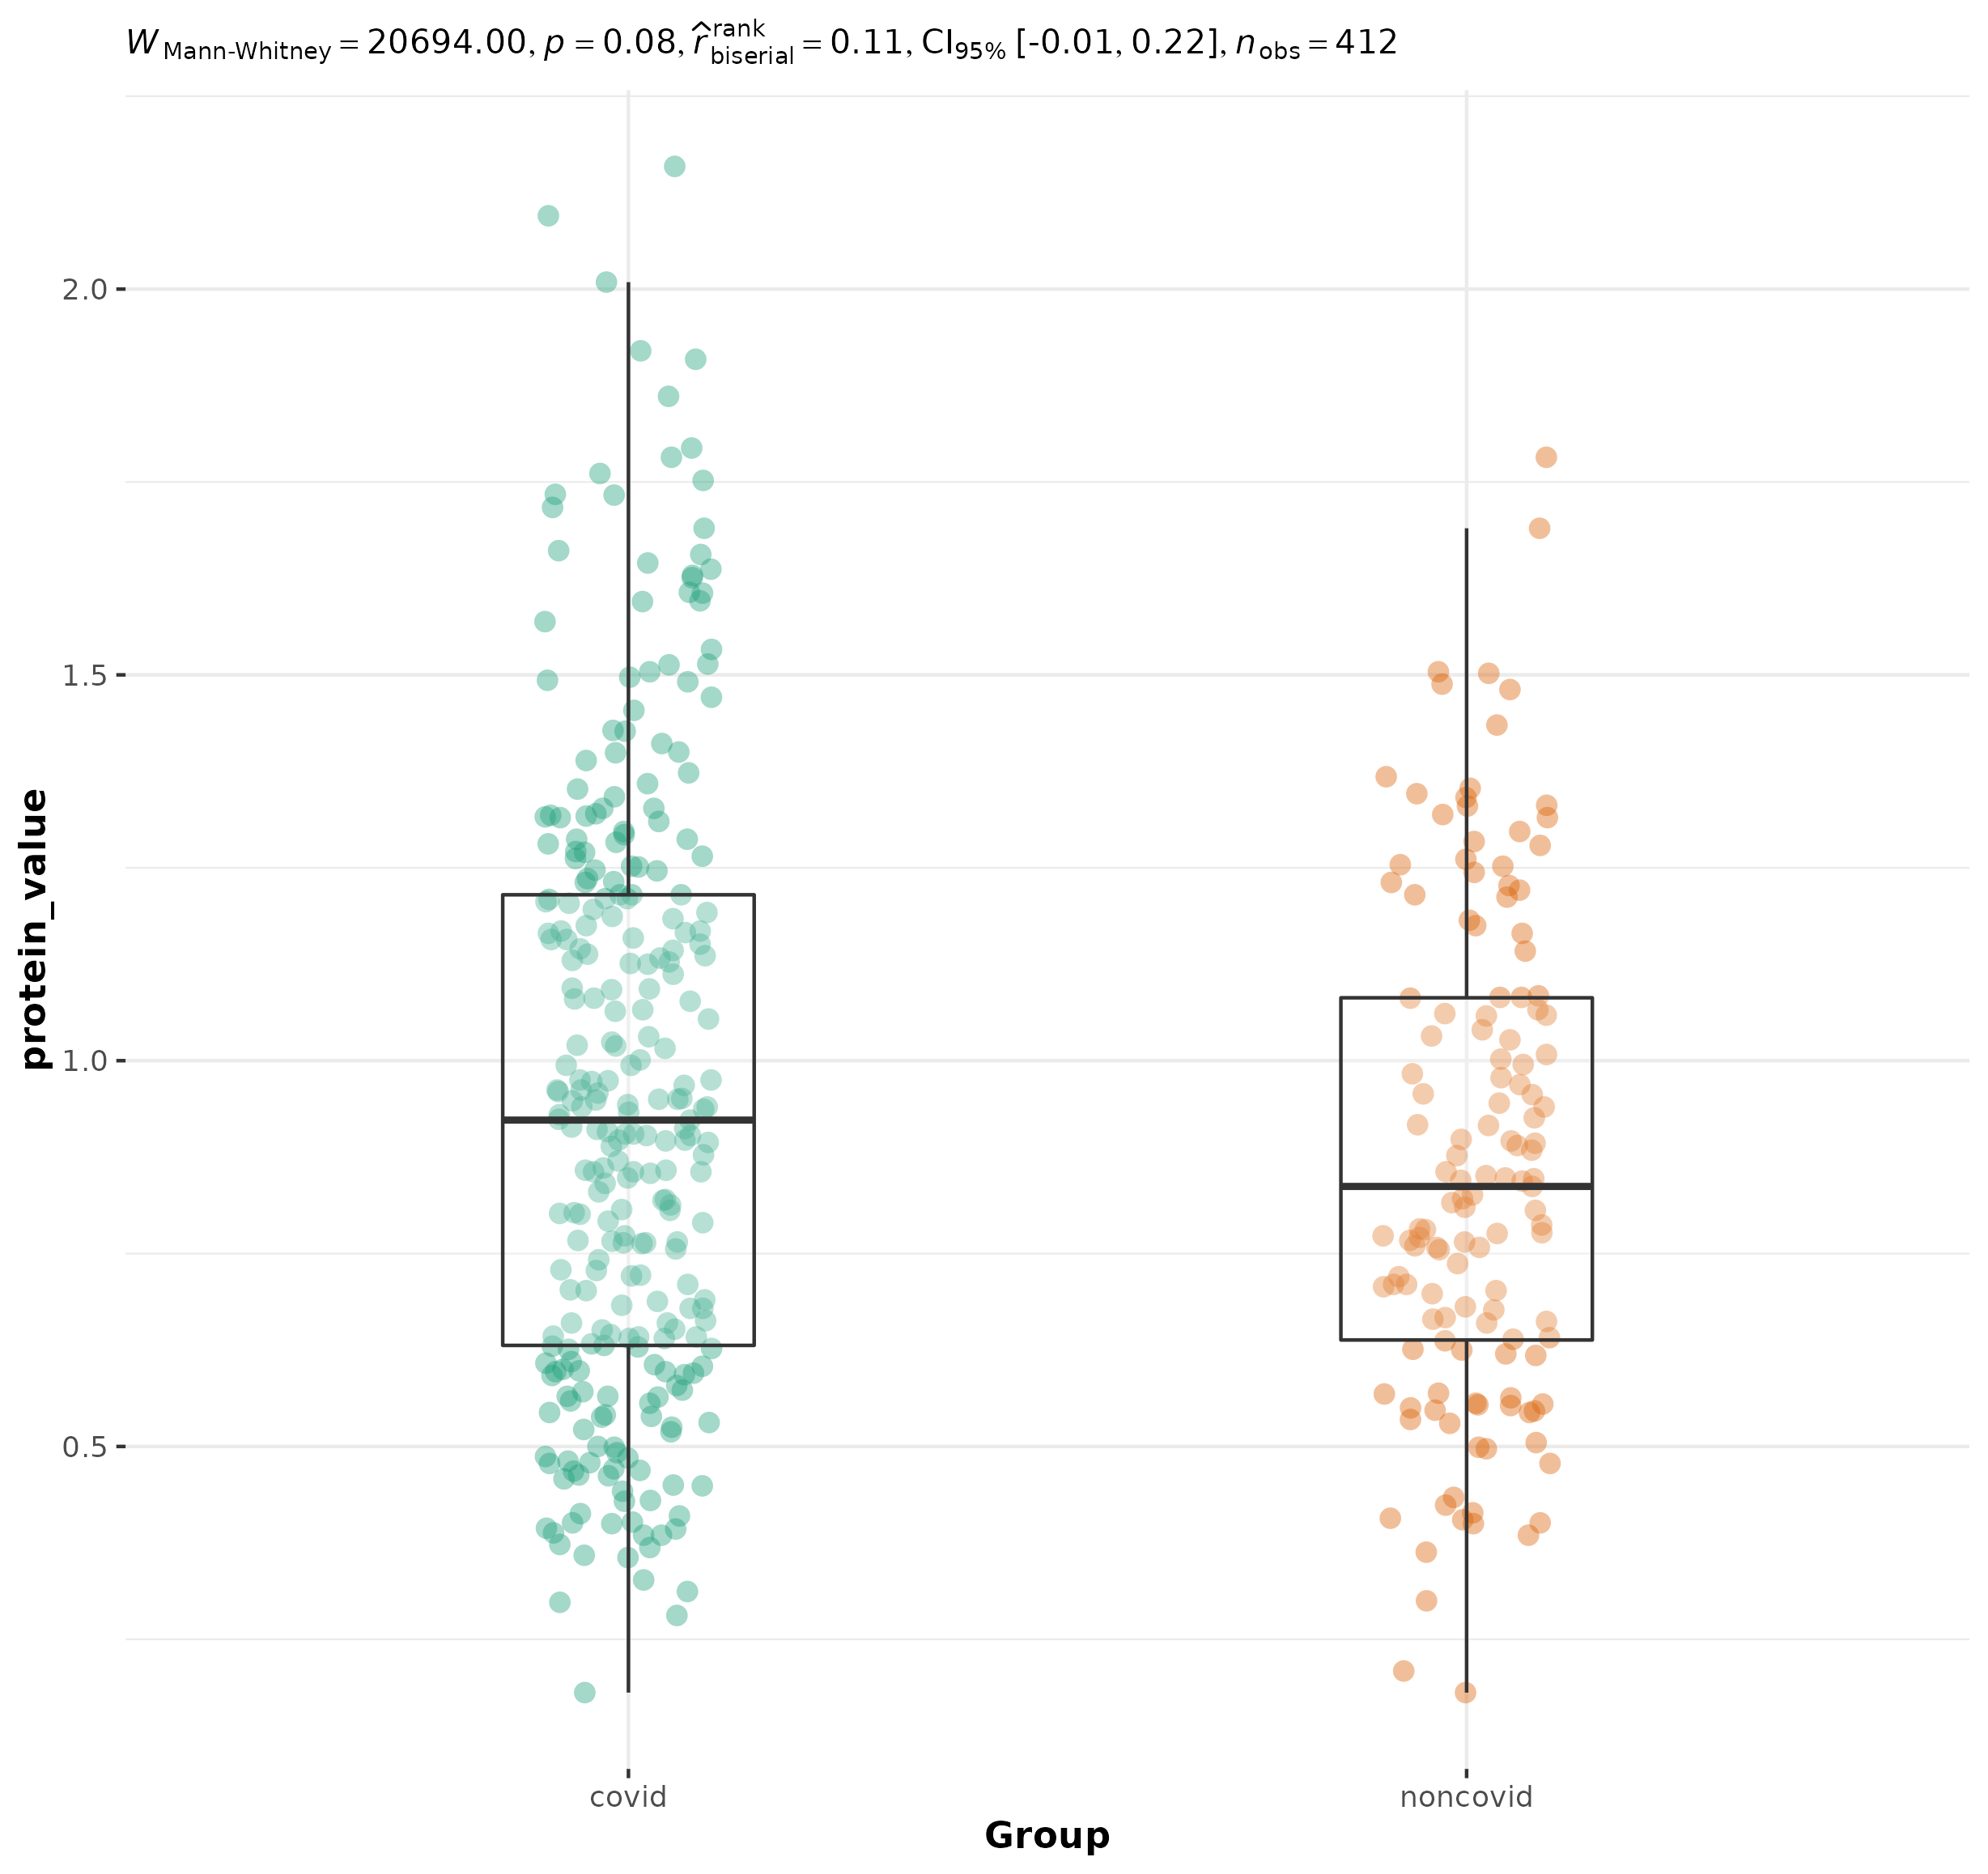 W Mann-Whitney = 20694.00, p = 0.08, r̂ rank biserial = 0.11, CI95% [-0.01, 0.22], n obs = 412
protein_value
2.0
1.5
1.0
0.5
covid noncovid
Group